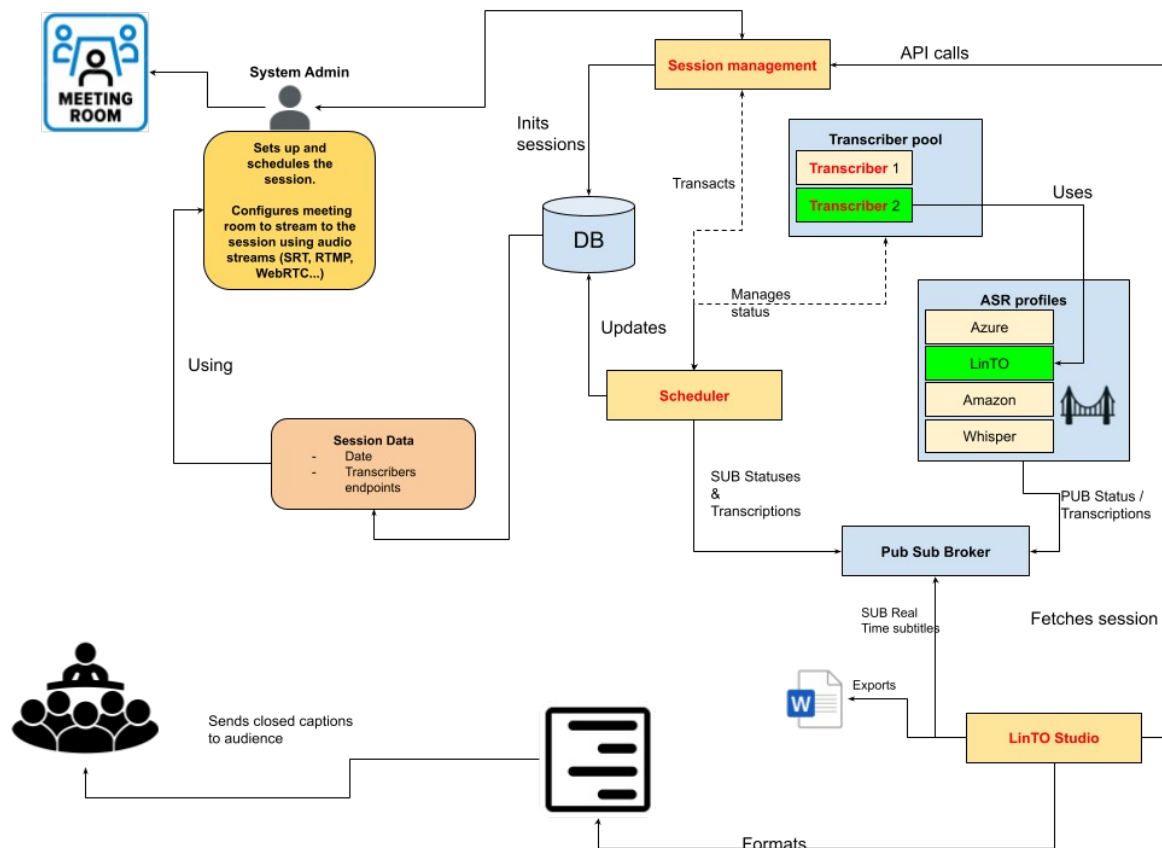 MEETING
ROOM
System Admin
Sets up and
schedules the
session.
Configures meeting
room to stream to the
session using audio
streams (SRT, RTMP,
WebRTC...)
Session management
API calls
Inits
sessions
Transacts
Transcriber pool
Transcriber 1
Transcriber 2
Uses
DB
Manages
status
ASR profiles
Azure
LinTO
Amazon
Whisper
Updates
Using
Scheduler
Session Data
- Date
- Transcribers
endpoints
SUB Statuses
&
Transcriptions
PUB Status /
Transcriptions
Pub Sub Broker
SUB Real
Time subtitles
Fetches session
Exports
W
LinTO Studio
Sends closed captions
to audience
Formats